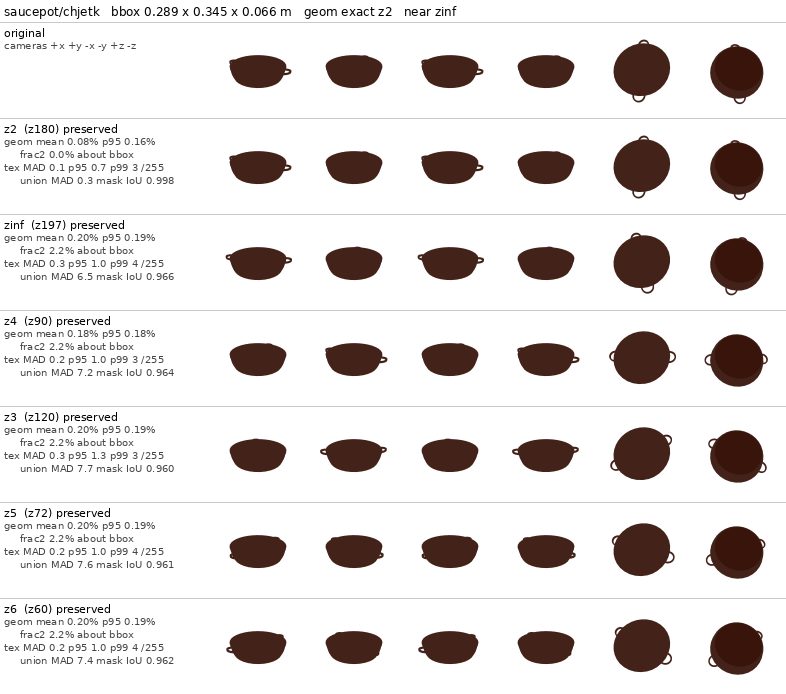 saucepot/chjetk   bbox 0.289 x 0.345 x 0.066 m   geom exact z2   near zinf
original
cameras +x +y -x -y +z -z
z2  (z180) preserved
geom mean 0.08% p95 0.16%
frac2 0.0% about bbox
tex MAD 0.1 p95 0.7 p99 3 /255
union MAD 0.3 mask IoU 0.998
zinf  (z197) preserved
geom mean 0.20% p95 0.19%
frac2 2.2% about bbox
tex MAD 0.3 p95 1.0 p99 4 /255
union MAD 6.5 mask IoU 0.966
z4  (z90) preserved
geom mean 0.18% p95 0.18%
frac2 2.2% about bbox
tex MAD 0.2 p95 1.0 p99 3 /255
union MAD 7.2 mask IoU 0.964
z3  (z120) preserved
geom mean 0.20% p95 0.19%
frac2 2.2% about bbox
tex MAD 0.3 p95 1.3 p99 3 /255
union MAD 7.7 mask IoU 0.960
z5  (z72) preserved
geom mean 0.20% p95 0.19%
frac2 2.2% about bbox
tex MAD 0.2 p95 1.0 p99 4 /255
union MAD 7.6 mask IoU 0.961
z6  (z60) preserved
geom mean 0.20% p95 0.19%
frac2 2.2% about bbox
tex MAD 0.2 p95 1.0 p99 4 /255
union MAD 7.4 mask IoU 0.962